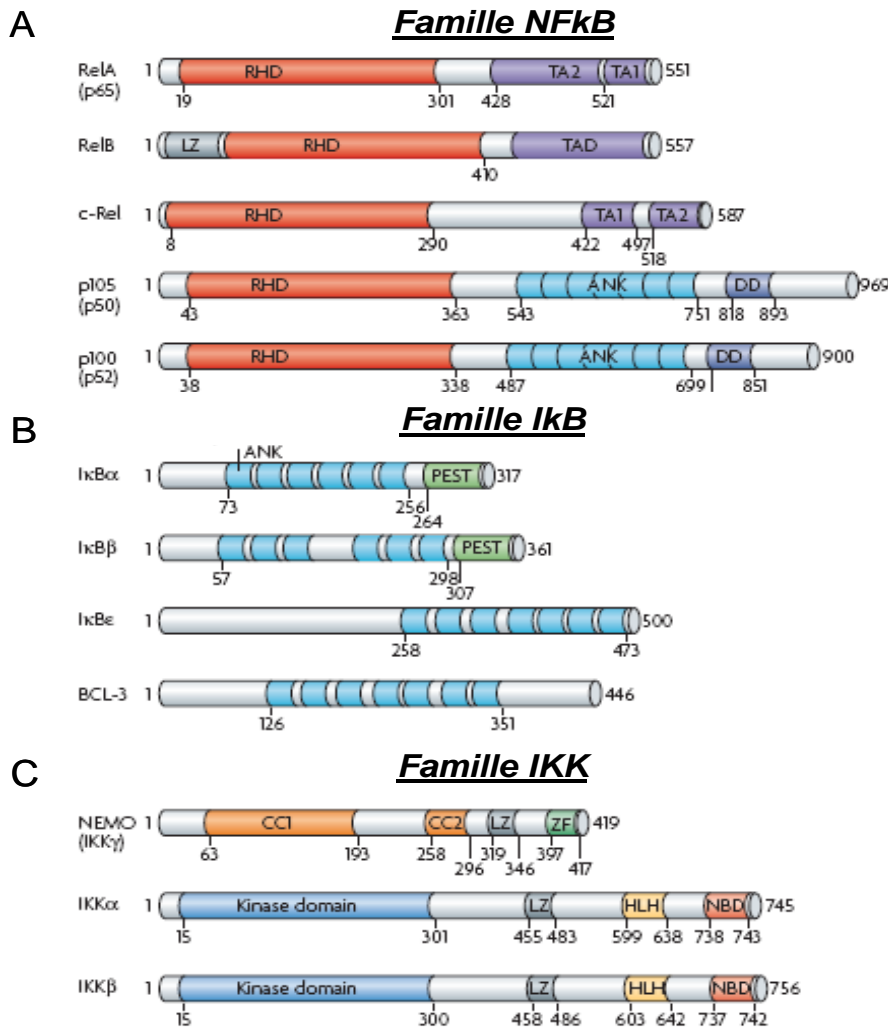 A
Famille NFkB
RelA 1 RHD TA2 TA1 551
(p65) 19 301 428 521
RelB 1 LZ RHD TAD 557
410
c-Rel 1 RHD TA1 TA2 587
8 290 422 497
518
p105 1 RHD ANK DD 969
(p50) 43 363 543 751 818 893
p100 1 RHD ANK DD 900
(p52) 38 338 487 699 851
B
Famille IkB
ANK
IκBα 1 PEST 317
73 256
264
IκBβ 1 PEST 361
57 298
307
IκBε 1 500
258 473
BCL-3 1 446
126 351
C
Famille IKK
NEMO 1 CC1 CC2 LZ ZF 419
(IKKγ) 63 193 258 319 397
296 346 417
IKKα 1 Kinase domain LZ HLH NBD 745
15 301 455 483 599 638 738 743
IKKβ 1 Kinase domain LZ HLH NBD 756
15 300 458 486 603 642 737 742